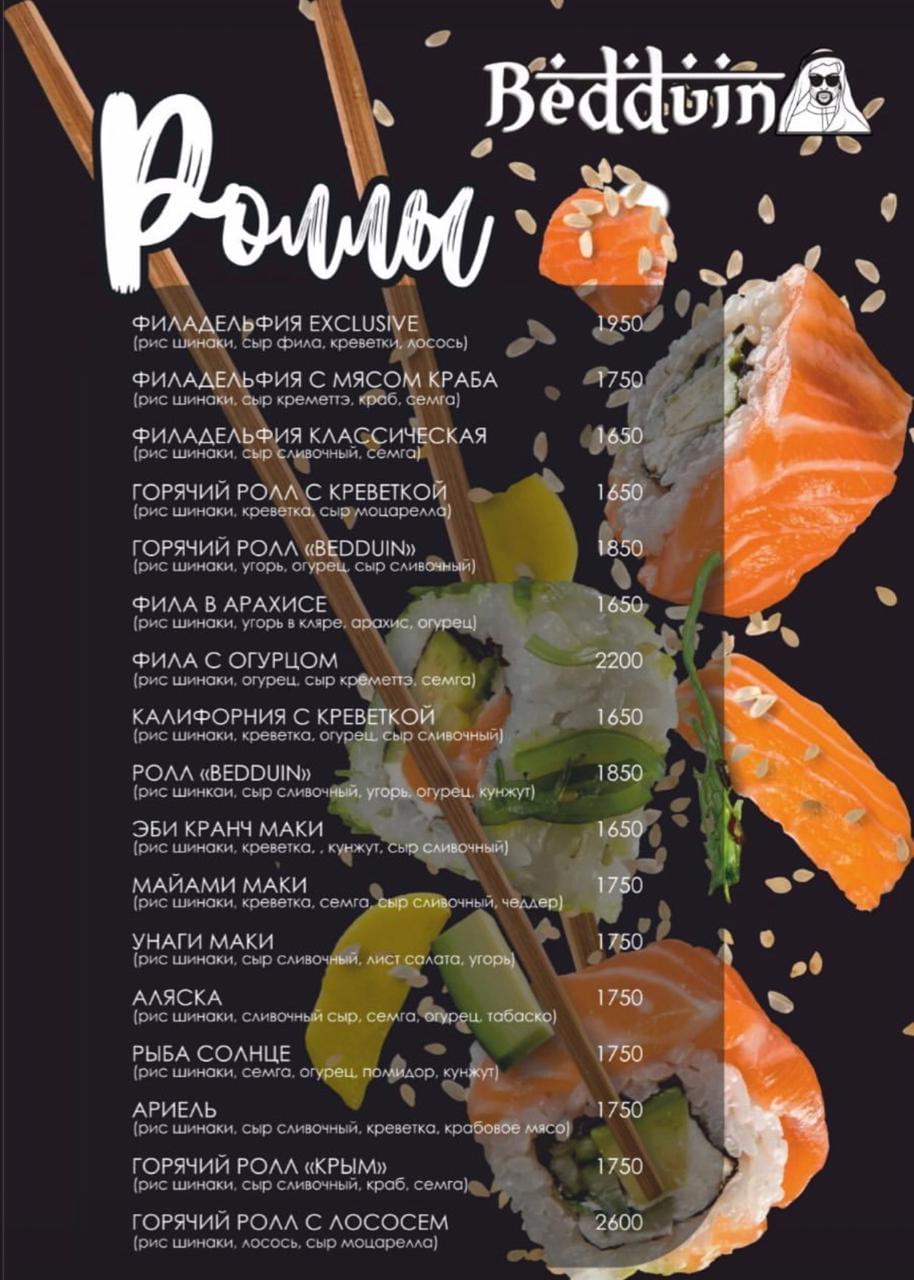 Bedduin
Роллы
ФИЛАДЕЛЬФИЯ EXCLUSIVE 1950
(рис шинаки, сыр фила, креветки, лосось)
ФИЛАДЕЛЬФИЯ С МЯСОМ КРАБА 1750
(рис шинаки, сыр креметтэ, краб, семга)
ФИЛАДЕЛЬФИЯ КЛАССИЧЕСКАЯ 1650
(рис шинаки, сыр сливочный, семга)
ГОРЯЧИЙ РОЛЛ С КРЕВЕТКОЙ 1650
(рис шинаки, креветка, сыр моцарелла)
ГОРЯЧИЙ РОЛЛ «BEDDUIN» 1850
(рис шинаки, угорь, огурец, сыр сливочный)
ФИЛА В АРАХИСЕ 1650
(рис шинаки, угорь в кляре, арахис, огурец)
ФИЛА С ОГУРЦОМ 2200
(рис шинаки, огурец, сыр креметтэ, семга)
КАЛИФОРНИЯ С КРЕВЕТКОЙ 1650
(рис шинаки, креветка, огурец, сыр сливочный)
РОЛЛ «BEDDUIN» 1850
(рис шинкаи, сыр сливочный, угорь, огурец, кунжут)
ЭБИ КРАНЧ МАКИ 1650
(рис шинаки, креветка, , кунжут, сыр сливочный)
МАЙАМИ МАКИ 1750
(рис шинаки, креветка, семга, сыр сливочный, чеддер)
УНАГИ МАКИ 1750
(рис шинаки, сыр сливочный, лист салата, угорь)
АЛЯСКА 1750
(рис шинаки, сливочный сыр, семга, огурец, табаско)
РЫБА СОЛНЦЕ 1750
(рис шинаки, семга, огурец, помидор, кунжут)
АРИЕЛЬ 1750
(рис шинаки, сыр сливочный, креветка, крабовое мясо)
ГОРЯЧИЙ РОЛЛ «КРЫМ» 1750
(рис шинаки, сыр сливочный, краб, семга)
ГОРЯЧИЙ РОЛЛ С ЛОСОСЕМ 2600
(рис шинаки, лосось, сыр моцарелла)